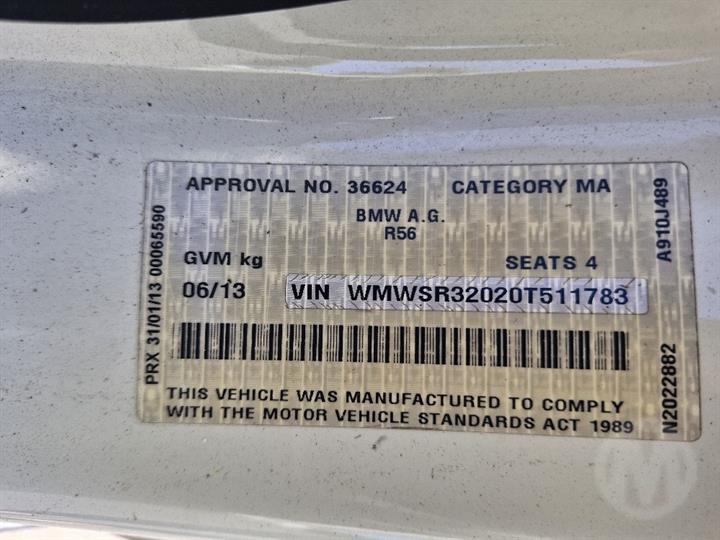 APPROVAL NO. 36624 CATEGORY MA
BMW A.G.
R56
GVM kg SEATS 4
06/13 VIN WMWSR32020T511783
THIS VEHICLE WAS MANUFACTURED TO COMPLY
WITH THE MOTOR VEHICLE STANDARDS ACT 1989
PRX 31/01/13 00065590
N2022882 A910J489
M